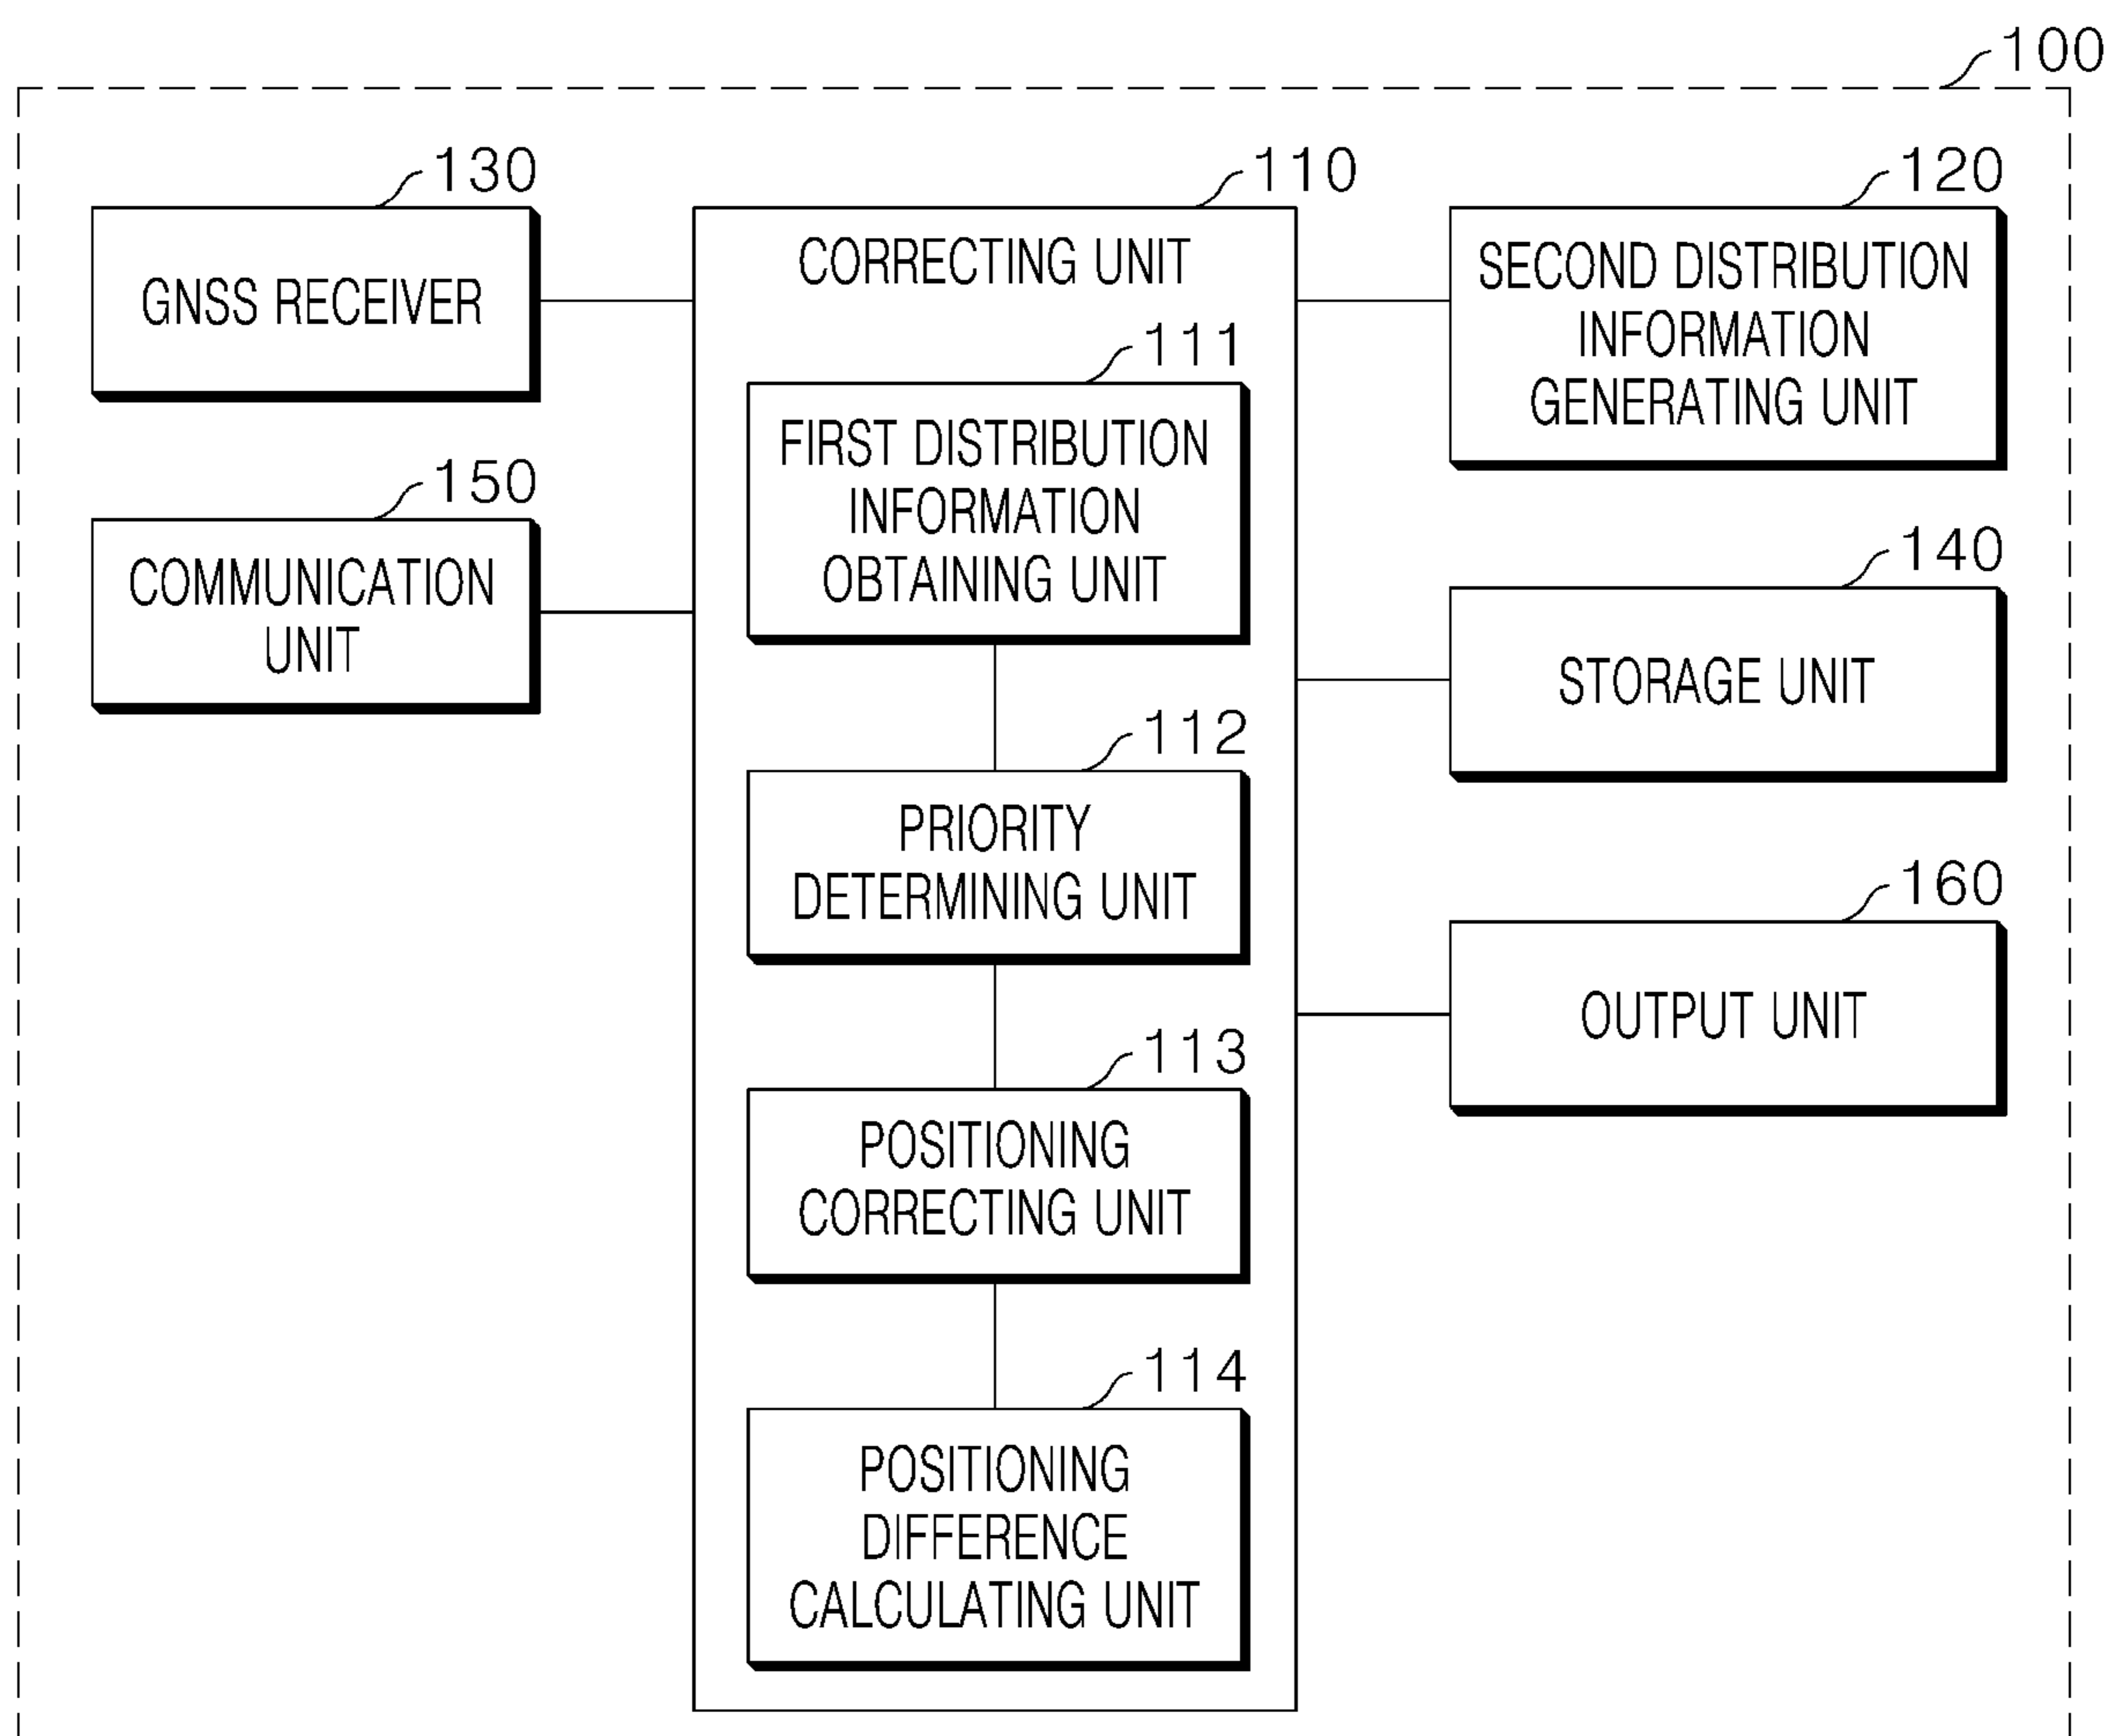 100
130
GNSS RECEIVER
150
COMMUNICATION
UNIT
110
CORRECTING UNIT
111
FIRST DISTRIBUTION
INFORMATION
OBTAINING UNIT
112
PRIORITY
DETERMINING UNIT
113
POSITIONING
CORRECTING UNIT
114
POSITIONING
DIFFERENCE
CALCULATING UNIT
120
SECOND DISTRIBUTION
INFORMATION
GENERATING UNIT
140
STORAGE UNIT
160
OUTPUT UNIT